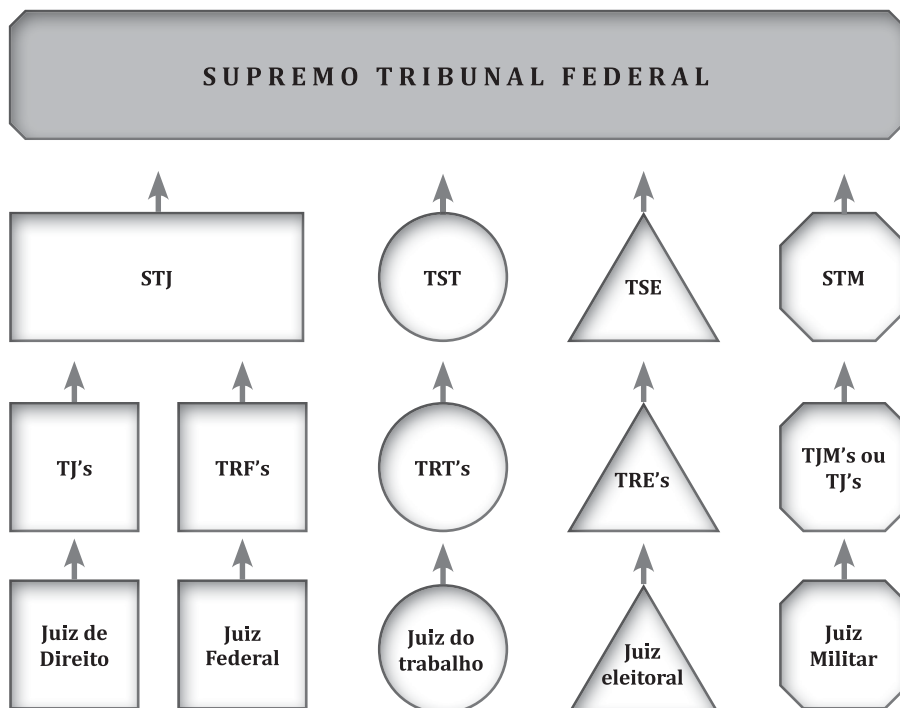 SUPREMO TRIBUNAL FEDERAL
STJ
TST
TSE
STM
TJ’s
TRF’s
TRT’s
TRE’s
TJM’s ou
TJ’s
Juiz de
Direito
Juiz
Federal
Juiz do
trabalho
Juiz
eleitoral
Juiz
Militar